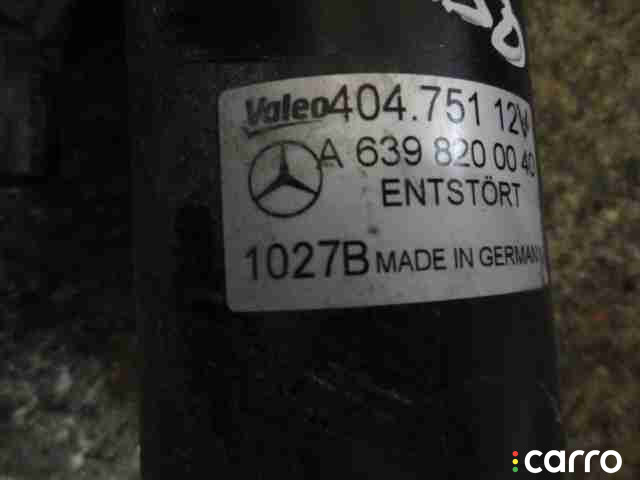 Valeo 404.751 12V
A 639 820 00 40
ENTSTÖRT
1027B MADE IN GERMANY
carro